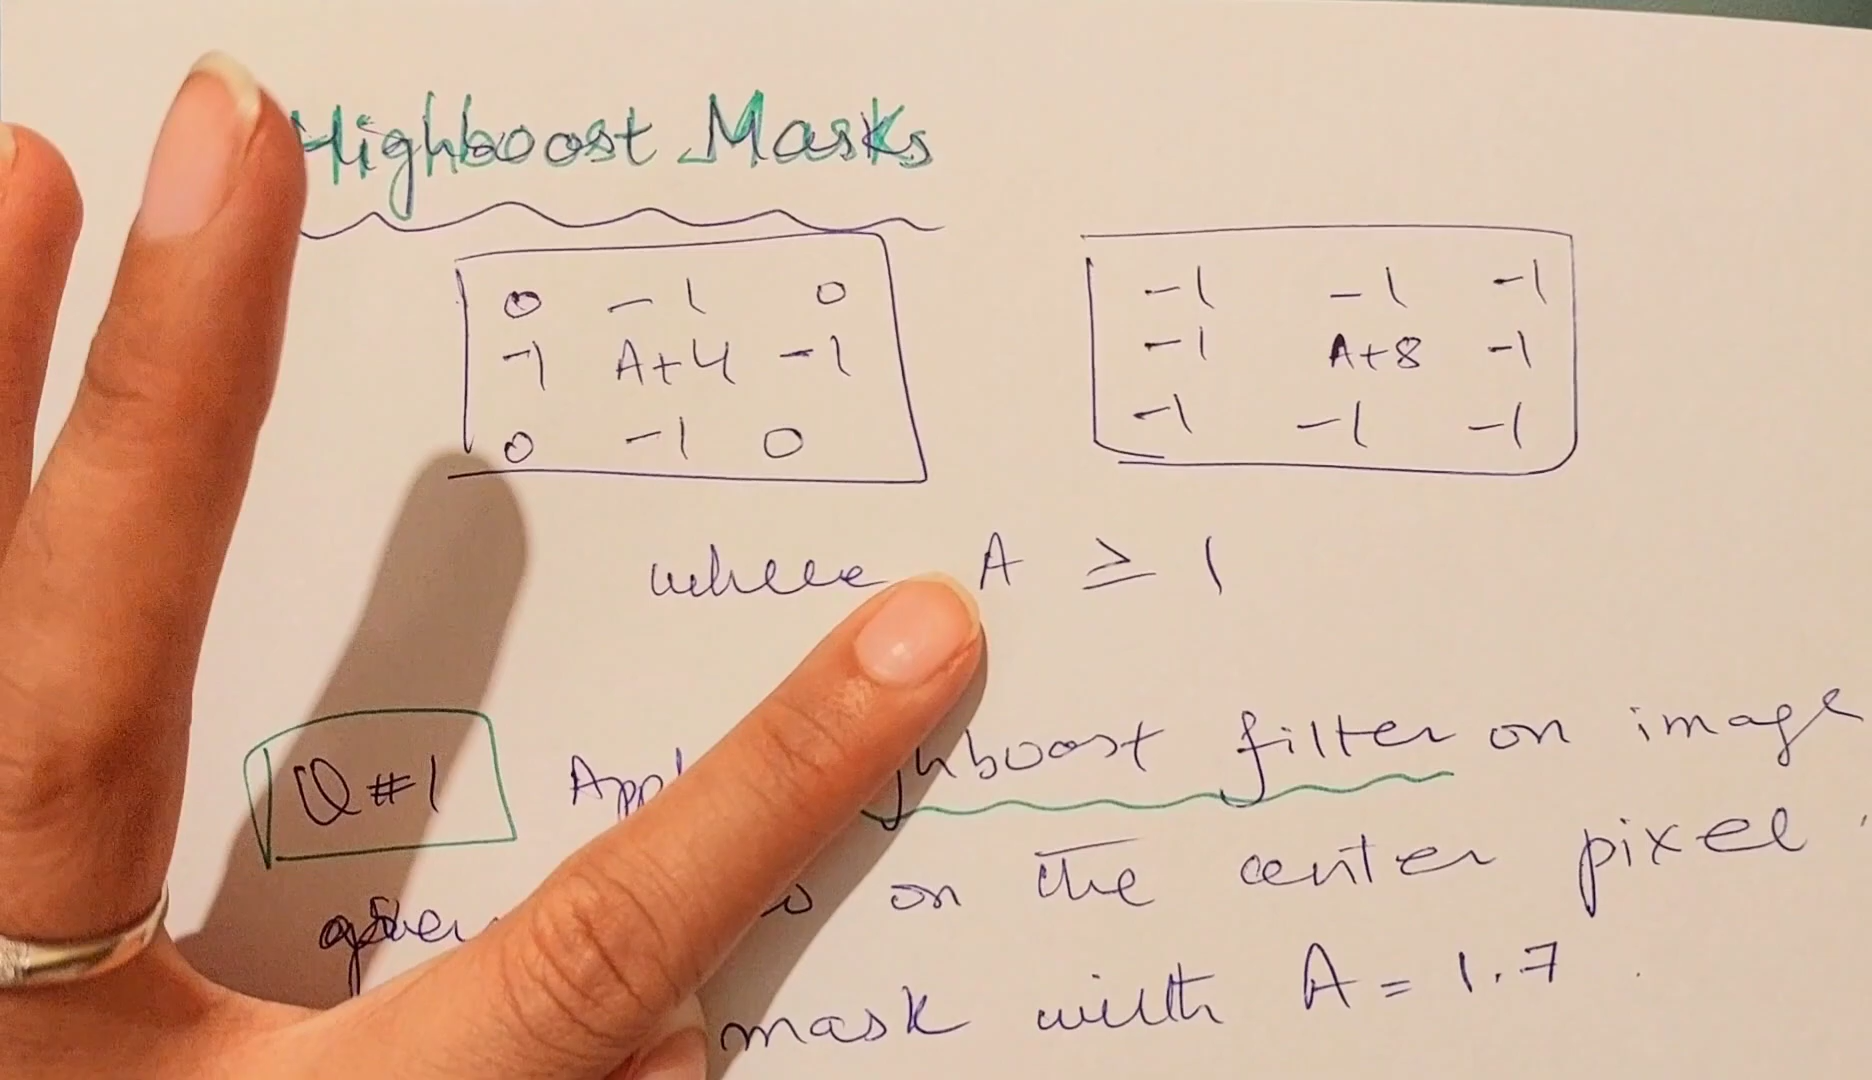 Highboost Masks
0 -1 0
-1 A+4 -1
0 -1 0
-1 -1 -1
-1 A+8 -1
-1 -1 -1
where A ≥ 1
Q#1 filter on image
on the center pixel.
mask with A = 1.7